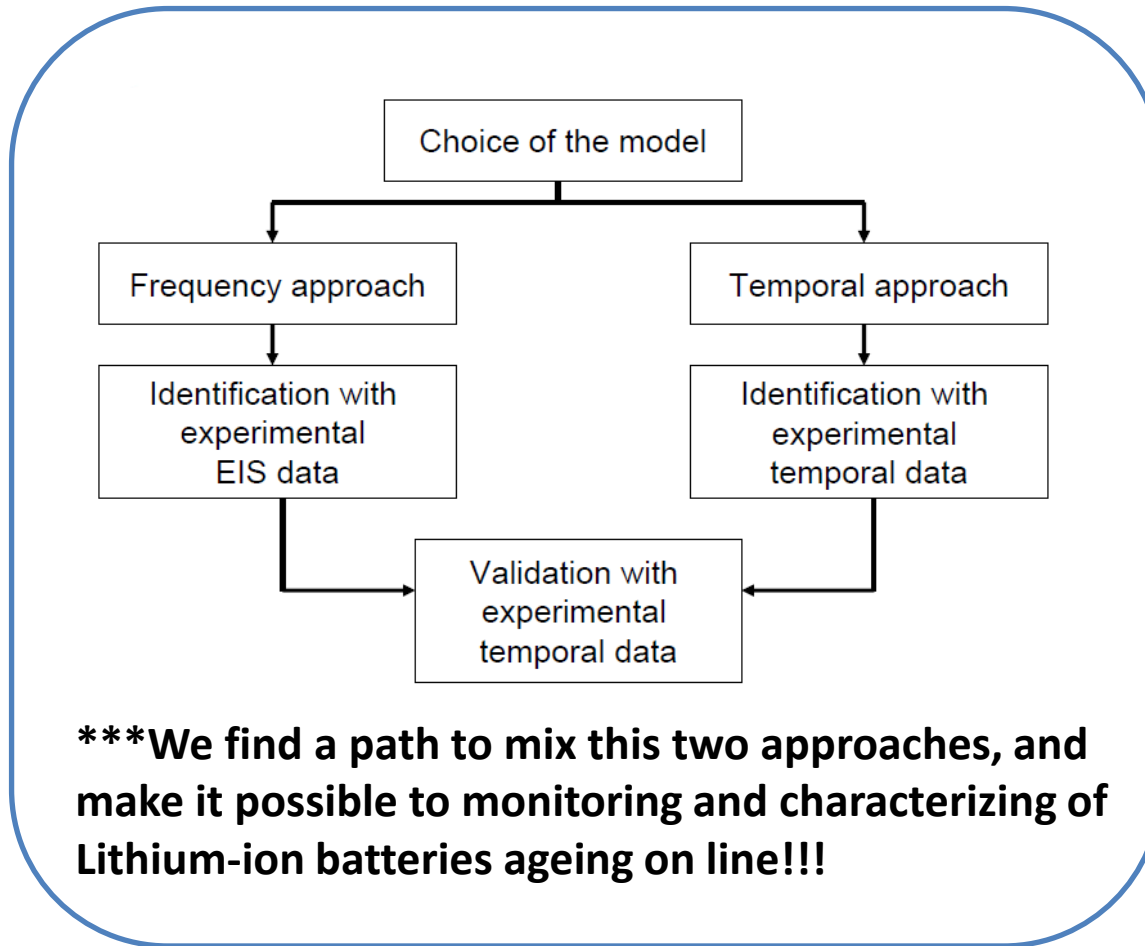 Choice of the model
Frequency approach
Temporal approach
Identification with
experimental
EIS data
Identification with
experimental
temporal data
Validation with
experimental
temporal data
***We find a path to mix this two approaches, and
make it possible to monitoring and characterizing of
Lithium-ion batteries ageing on line!!!